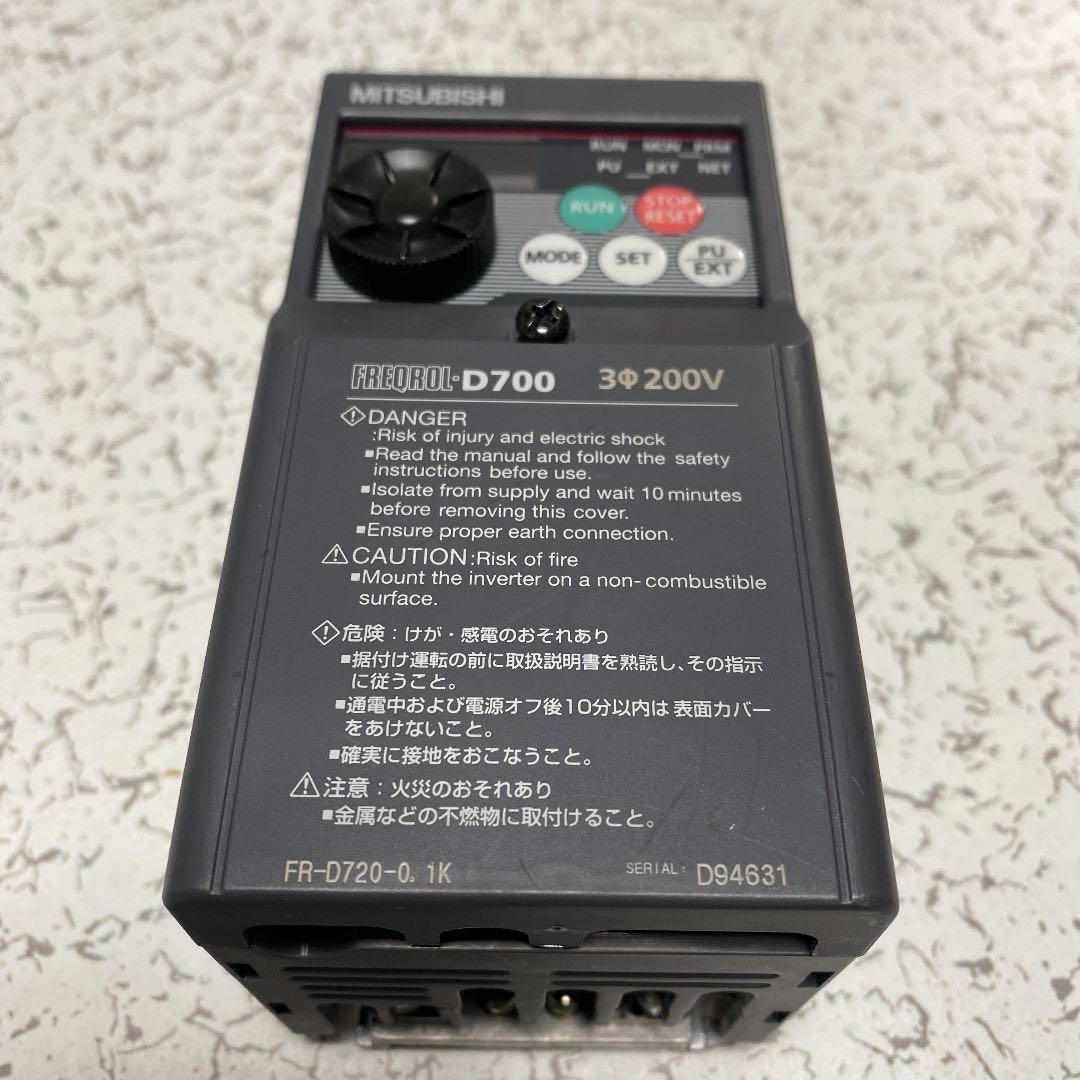 MITSUBISHI
RUN MON PRM
PU EXT NET
RUN STOP RESET
MODE SET PU EXT
FREQROL-D700 3Φ200V
DANGER
:Risk of injury and electric shock
■Read the manual and follow the safety
instructions before use.
■Isolate from supply and wait 10 minutes
before removing this cover.
■Ensure proper earth connection.
CAUTION:Risk of fire
■Mount the inverter on a non-combustible
surface.
危険：けが・感電のおそれあり
■据付け運転の前に取扱説明書を熟読し、その指示
に従うこと。
■通電中および電源オフ後10分以内は表面カバー
をあけないこと。
■確実に接地をおこなうこと。
注意：火災のおそれあり
■金属などの不燃物に取付けること。
FR-D720-0.1K SERIAL: D94631